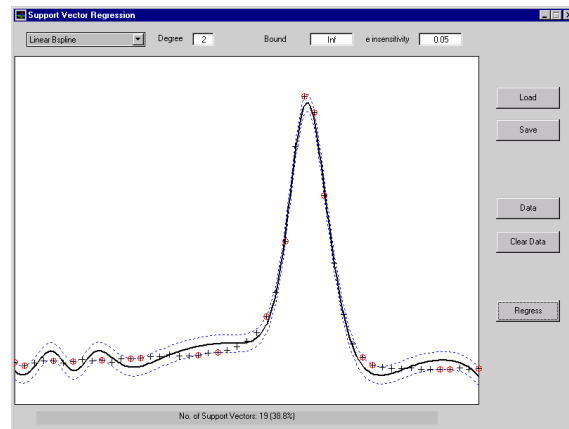 Support Vector Regression
Linear Bspline
Degree
2
Bound
Inf
e insensitivity
0.05
Load
Save
Data
Clear Data
Regress
No. of Support Vectors: 19 (38.8%)